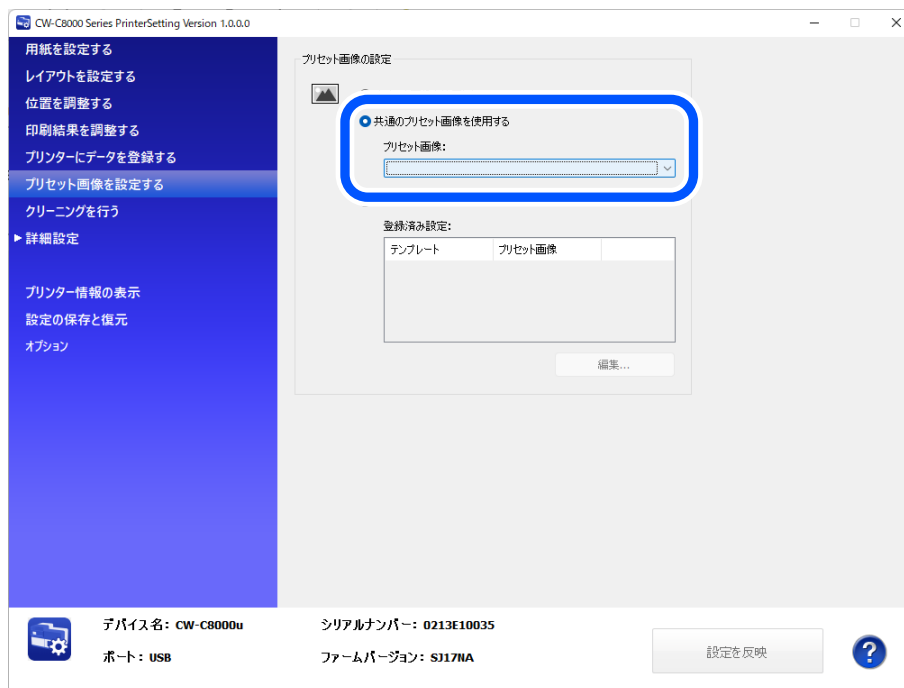 CW-C8000 Series PrinterSetting Version 1.0.0.0
用紙を設定する
レイアウトを設定する
位置を調整する
印刷結果を調整する
プリンターにデータを登録する
プリセット画像を設定する
クリーニングを行う
詳細設定
プリンター情報の表示
設定の保存と復元
オプション
プリセット画像の設定
共通のプリセット画像を使用する
プリセット画像:
登録済み設定:
テンプレート プリセット画像
編集...
デバイス名: CW-C8000u
シリアルナンバー: 0213E10035
ポート: USB
ファームバージョン: SJ17NA
設定を反映
?